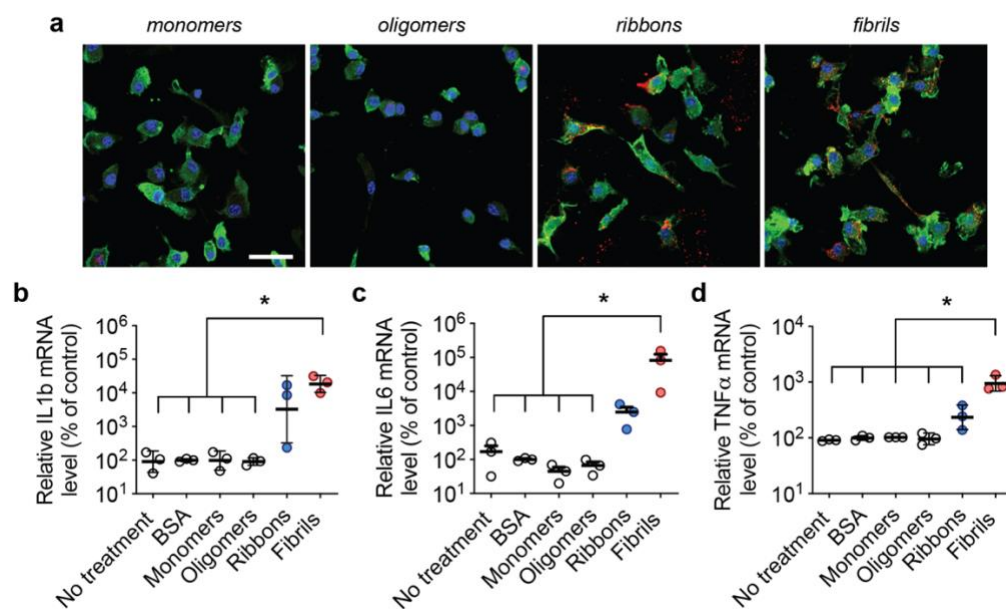 a
monomers oligomers ribbons fibrils
b
Relative IL1b mRNA
level (% of control)
10⁶
10⁵
10⁴
10³
10²
10¹
*
No treatment
BSA
Monomers
Oligomers
Ribbons
Fibrils
c
Relative IL6 mRNA
level (% of control)
10⁶
10⁵
10⁴
10³
10²
10¹
*
No treatment
BSA
Monomers
Oligomers
Ribbons
Fibrils
d
Relative TNFα mRNA
level (% of control)
10⁴
10³
10²
10¹
*
No treatment
BSA
Monomers
Oligomers
Ribbons
Fibrils